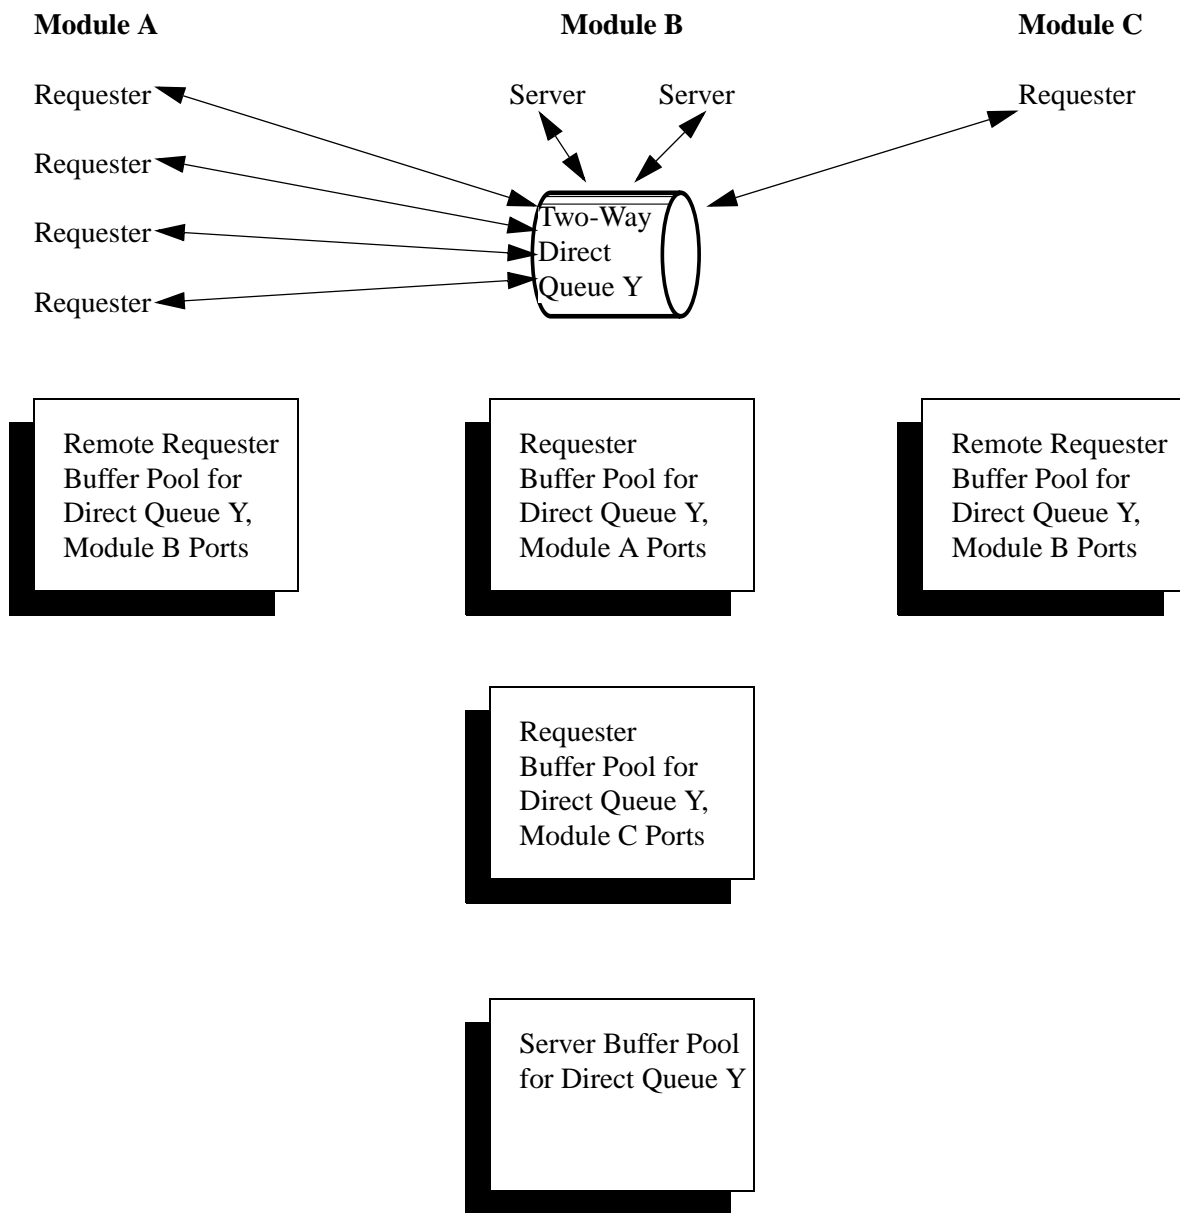 Module A
Module B
Module C
Requester
Server
Server
Requester
Requester
Requester
Requester
Two-Way
Direct
Queue Y
Remote Requester
Buffer Pool for
Direct Queue Y,
Module B Ports
Requester
Buffer Pool for
Direct Queue Y,
Module A Ports
Remote Requester
Buffer Pool for
Direct Queue Y,
Module B Ports
Requester
Buffer Pool for
Direct Queue Y,
Module C Ports
Server Buffer Pool
for Direct Queue Y